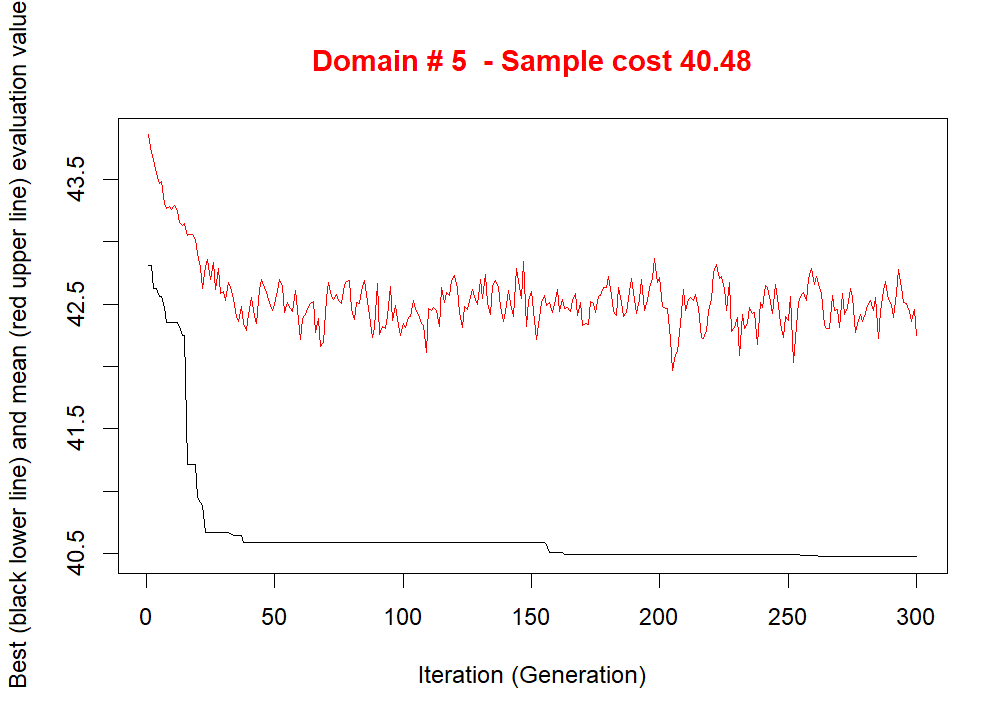 Domain # 5  - Sample cost 40.48
Best (black lower line) and mean (red upper line) evaluation value
43.5
42.5
41.5
40.5
0 50 100 150 200 250 300
Iteration (Generation)